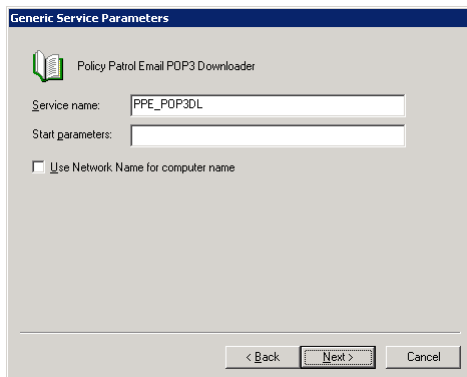 Generic Service Parameters
Policy Patrol Email POP3 Downloader
Service name: PPE_POP3DL
Start parameters:
Use Network Name for computer name
< Back Next > Cancel